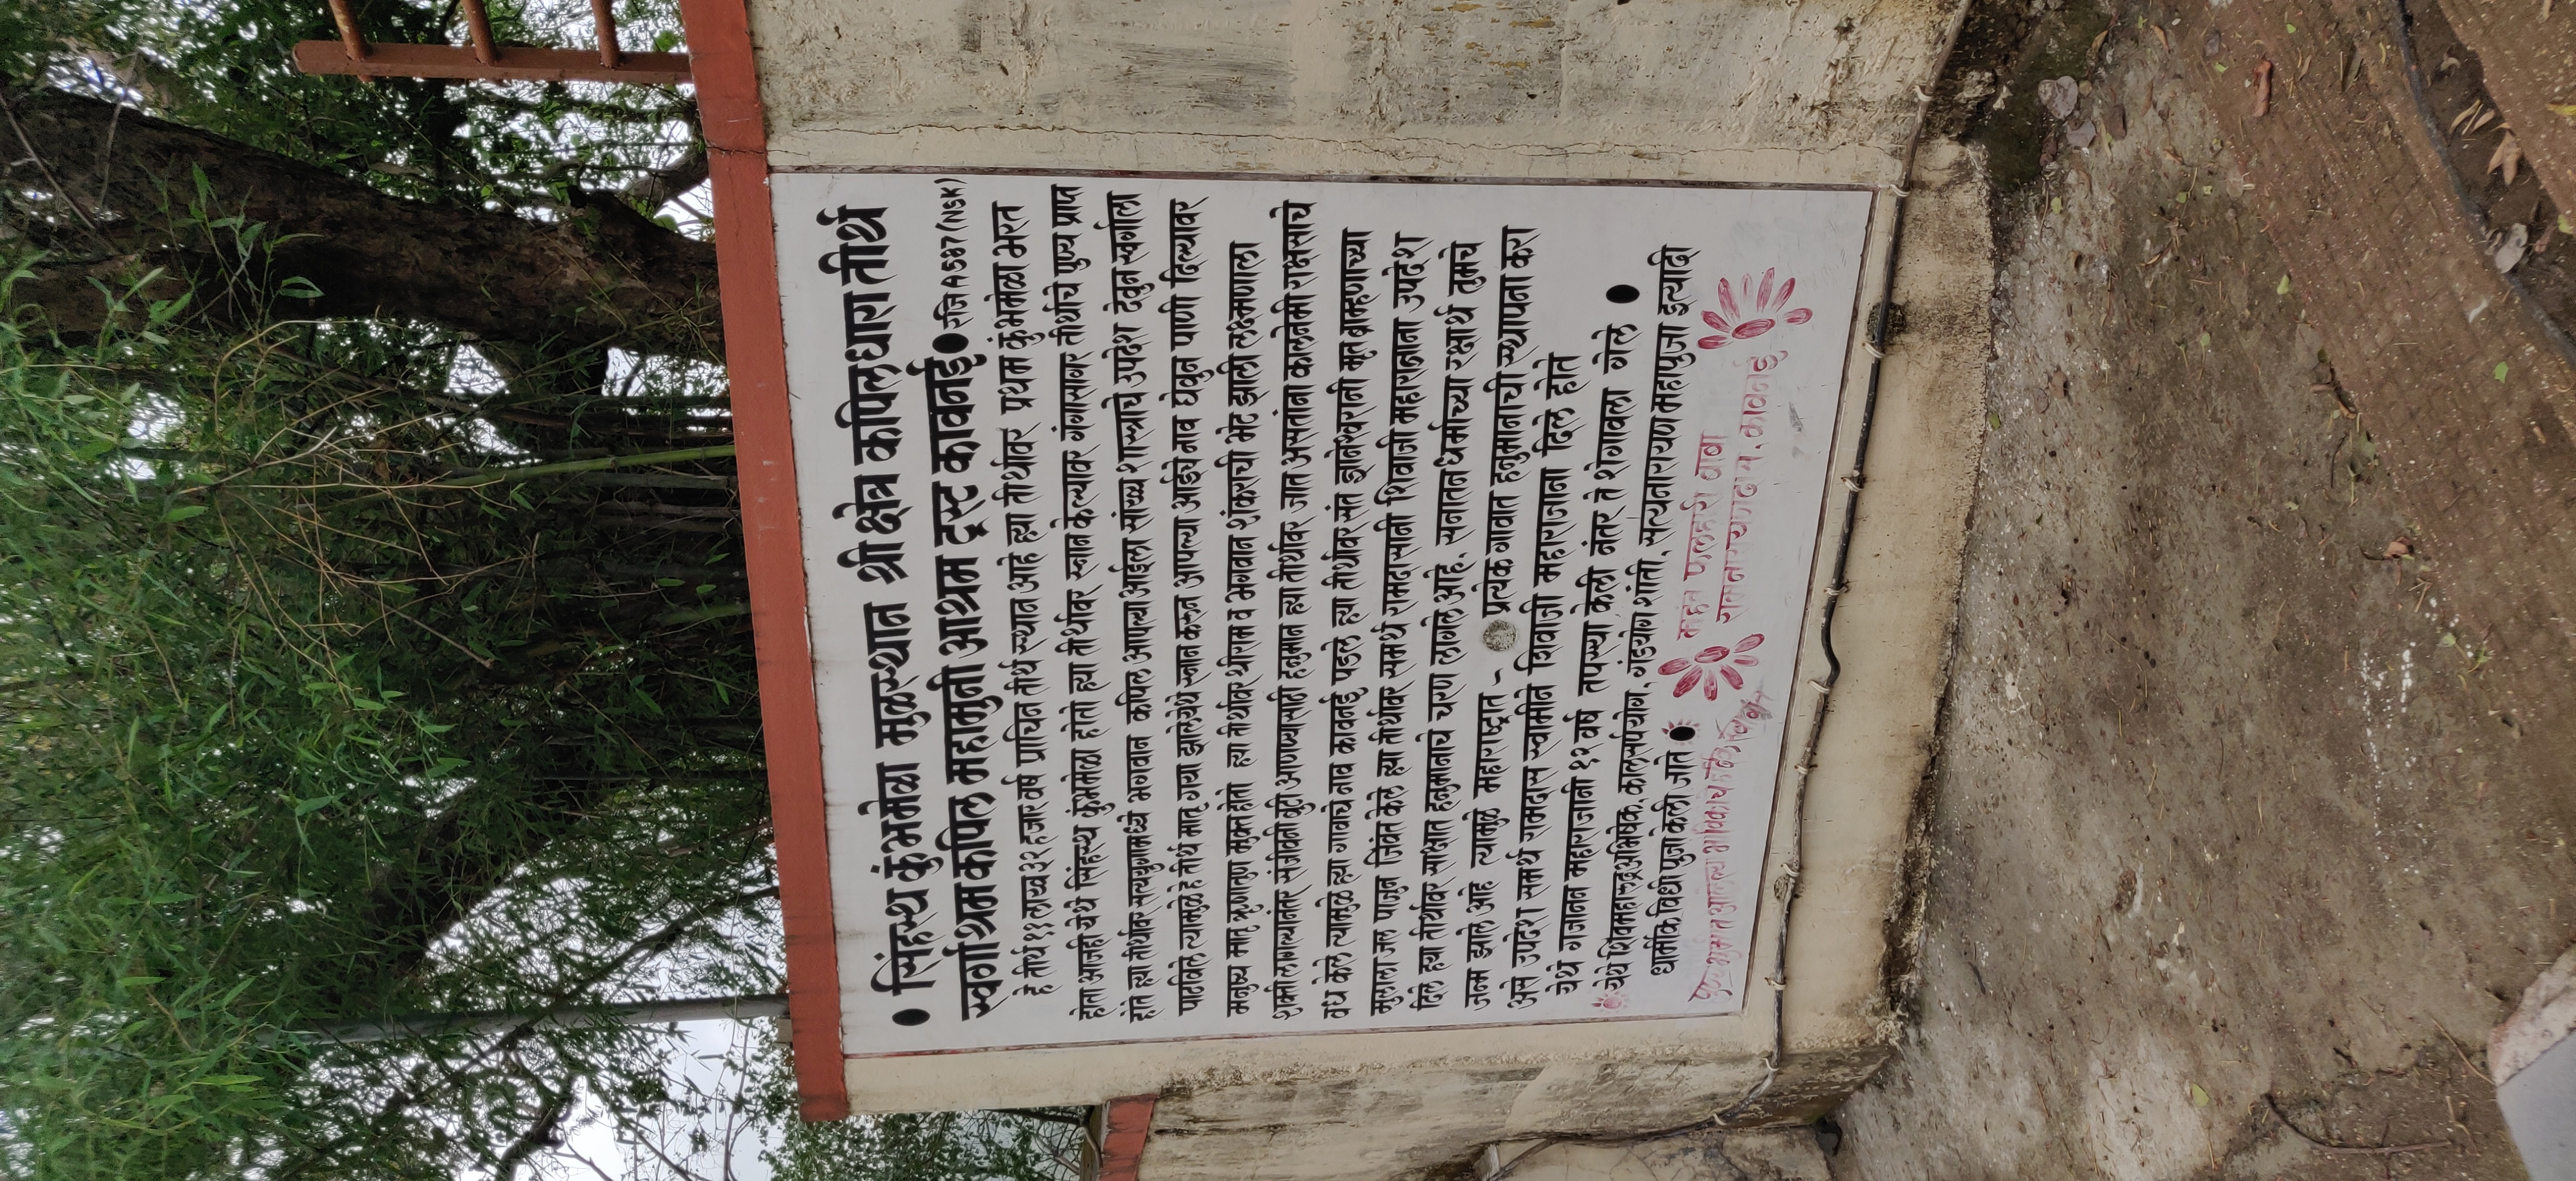 ● सिंहस्थ कुंभमेळा मुळस्थान श्री क्षेत्र कपिलधारा तीर्थ
स्वर्गाश्रम कपिल महामुनी आश्रम ट्रस्ट कावनई ● रजि A 587 (NSK)
हे तीर्थ ११ लाख ३२ हजार वर्ष प्राचिन तीर्थ स्थान आहे ह्या तीर्थावर प्रथम कुंभमेळा भरत
होता आजही येथे सिंहस्थ कुंभमेळा होतो ह्या तीर्थावर स्नान केल्यावर गंगासागर तीर्थाचे पुण्य प्राप्त
होते ह्या तीर्थावर सत्ययुगामध्ये भगवान कपिल आपल्या आईला सांख्य शास्त्राचे उपदेश देवुन स्वर्गाला
पाठविले त्यामुळे हे तीर्थ मातृ गया झाले येथे स्नान करून आपल्या आईचे नाव घेवुन पाणी दिल्यावर
मनुष्य मातृ ऋणातुण मुक्त होतो ह्या तीर्थावर श्रीराम व भगवान शंकराची भेट झाली लक्ष्मणाला
शक्ती लागल्यानंतर संजीवनी बुटी आणण्यासाठी हनुमान ह्या तीर्थावर जात असतांना कालनेमी राक्षसाचे
वध केले त्यामुळे ह्या गावाचे नाव कावनई पडले ह्या तीर्थावर संत ज्ञानेश्वरानी मृत ब्राम्हणाच्या
मुलाला जल पाजुन जिवंत केले ह्या तीर्थावर समर्थ रामदासानी शिवाजी महाराजाना उपदेश
दिले हया तीर्थावर साक्षात हनुमानाचे चरण लागले आहे. सनातन धर्माच्या रक्षार्थ तुमचे
जन्म झाले आहे त्यामुळे महाराष्ट्रात - प्रत्येक गावात हनुमानाची स्थापना करा
असे उपदेश समर्थ रामदास स्वामीने शिवाजी महाराजाना दिले होते
येथे गजानन महाराजानी १२ वर्ष तपस्या केली नंतर ते शेगावला गेले ●
येथे शिवमहारुद्रअभिषेक, कालसर्पयोग, गंडयोग शांती, सत्यनारायण महापुजा इत्यादी
धार्मीक विधी पुजा केली जाते ●
आलेल्या भाविकांचे
महंत फलहारी बाबा
रामनारायणदास, कावनई